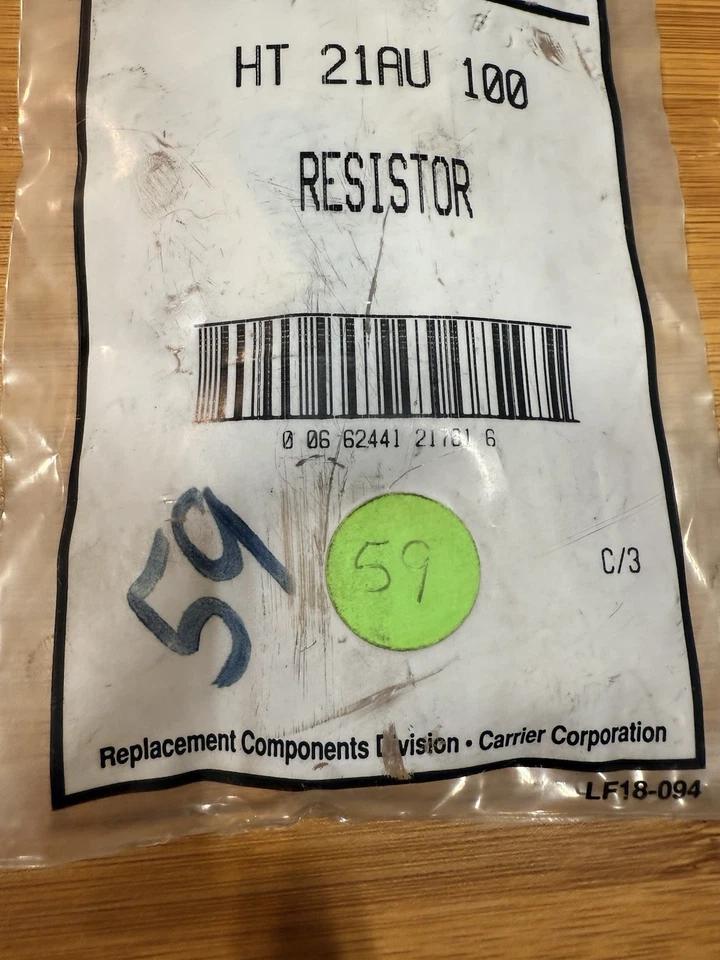 HT 21AU 100
RESISTOR
0 06 62441 21781 6
59
59
C/3
Replacement Components Division • Carrier Corporation
LF18-094